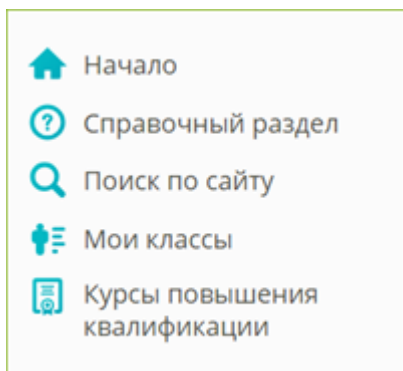 Начало
Справочный раздел
Поиск по сайту
Мои классы
Курсы повышения
квалификации